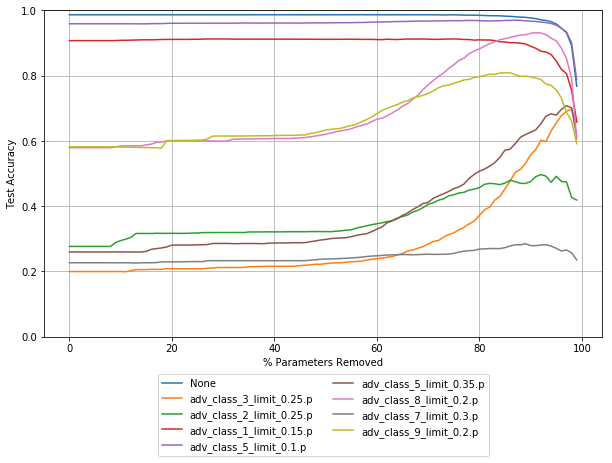 1.0
0.8
0.6
0.4
0.2
0.0
Test Accuracy
0 20 40 60 80 100
% Parameters Removed
None
adv_class_3_limit_0.25.p
adv_class_2_limit_0.25.p
adv_class_1_limit_0.15.p
adv_class_5_limit_0.1.p
adv_class_5_limit_0.35.p
adv_class_8_limit_0.2.p
adv_class_7_limit_0.3.p
adv_class_9_limit_0.2.p